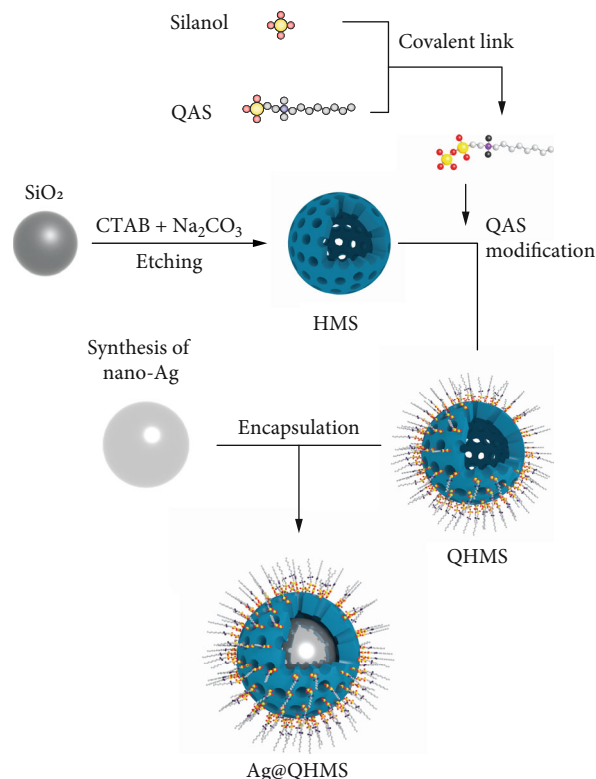 Silanol
Covalent link
QAS
SiO₂
CTAB + Na₂CO₃
Etching
QAS
modification
HMS
Synthesis of
nano-Ag
Encapsulation
QHMS
Ag@QHMS